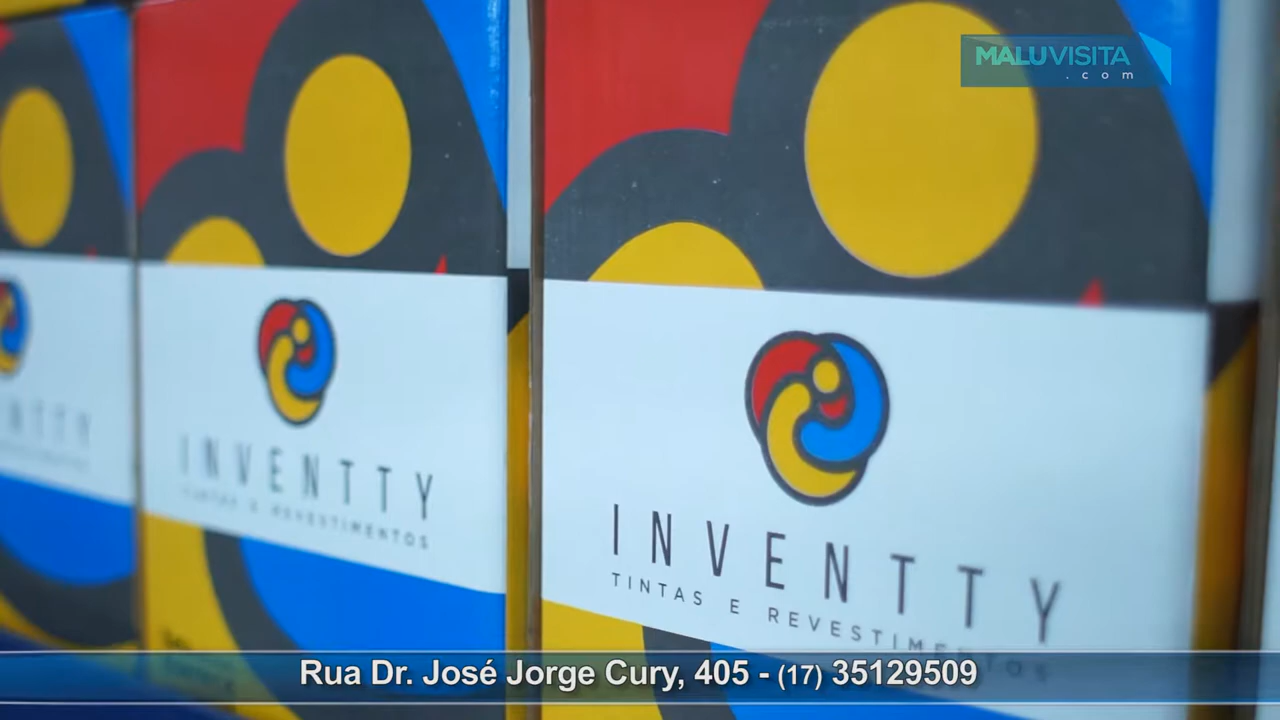 MALUVISITA
.com
INVENTTY
TINTAS E REVESTIMENTOS
INVENTTY
TINTAS E REVESTIMENTOS
Rua Dr. José Jorge Cury, 405 - (17) 35129509